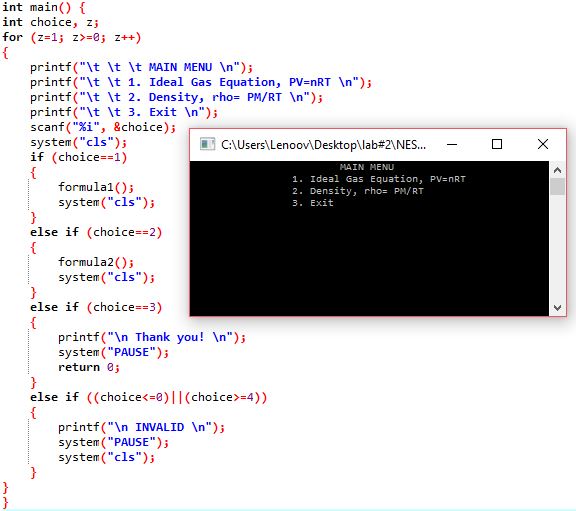 int main() {
int choice, z;
for (z=1; z>=0; z++)
{
printf("\t \t \t MAIN MENU \n");
printf("\t \t 1. Ideal Gas Equation, PV=nRT \n");
printf("\t \t 2. Density, rho= PM/RT \n");
printf("\t \t 3. Exit \n");
scanf("%i", &choice);
system("cls");
if (choice==1)
{
formula1();
system("cls");
}
else if (choice==2)
{
formula2();
system("cls");
}
else if (choice==3)
{
printf("\n Thank you! \n");
system("PAUSE");
return 0;
}
else if ((choice<=0)||(choice>=4))
{
printf("\n INVALID \n");
system("PAUSE");
system("cls");
}
}
}
C:\Users\Lenoov\Desktop\lab#2\NES...
MAIN MENU
1. Ideal Gas Equation, PV=nRT
2. Density, rho= PM/RT
3. Exit